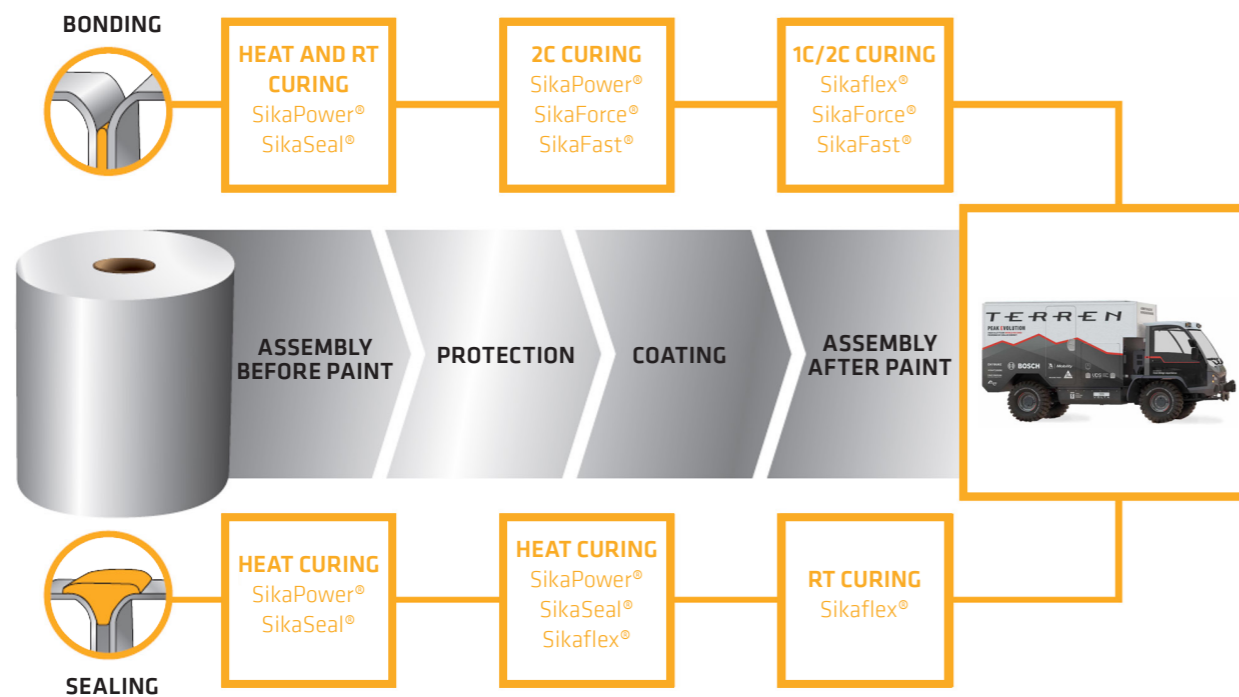 BONDING
HEAT AND RT
CURING
SikaPower®
SikaSeal®
2C CURING
SikaPower®
SikaForce®
SikaFast®
1C/2C CURING
Sikaflex®
SikaForce®
SikaFast®
ASSEMBLY
BEFORE PAINT
PROTECTION
COATING
ASSEMBLY
AFTER PAINT
TERREN
BOSCH
HEAT CURING
SikaPower®
SikaSeal®
HEAT CURING
SikaPower®
SikaSeal®
Sikaflex®
RT CURING
Sikaflex®
SEALING